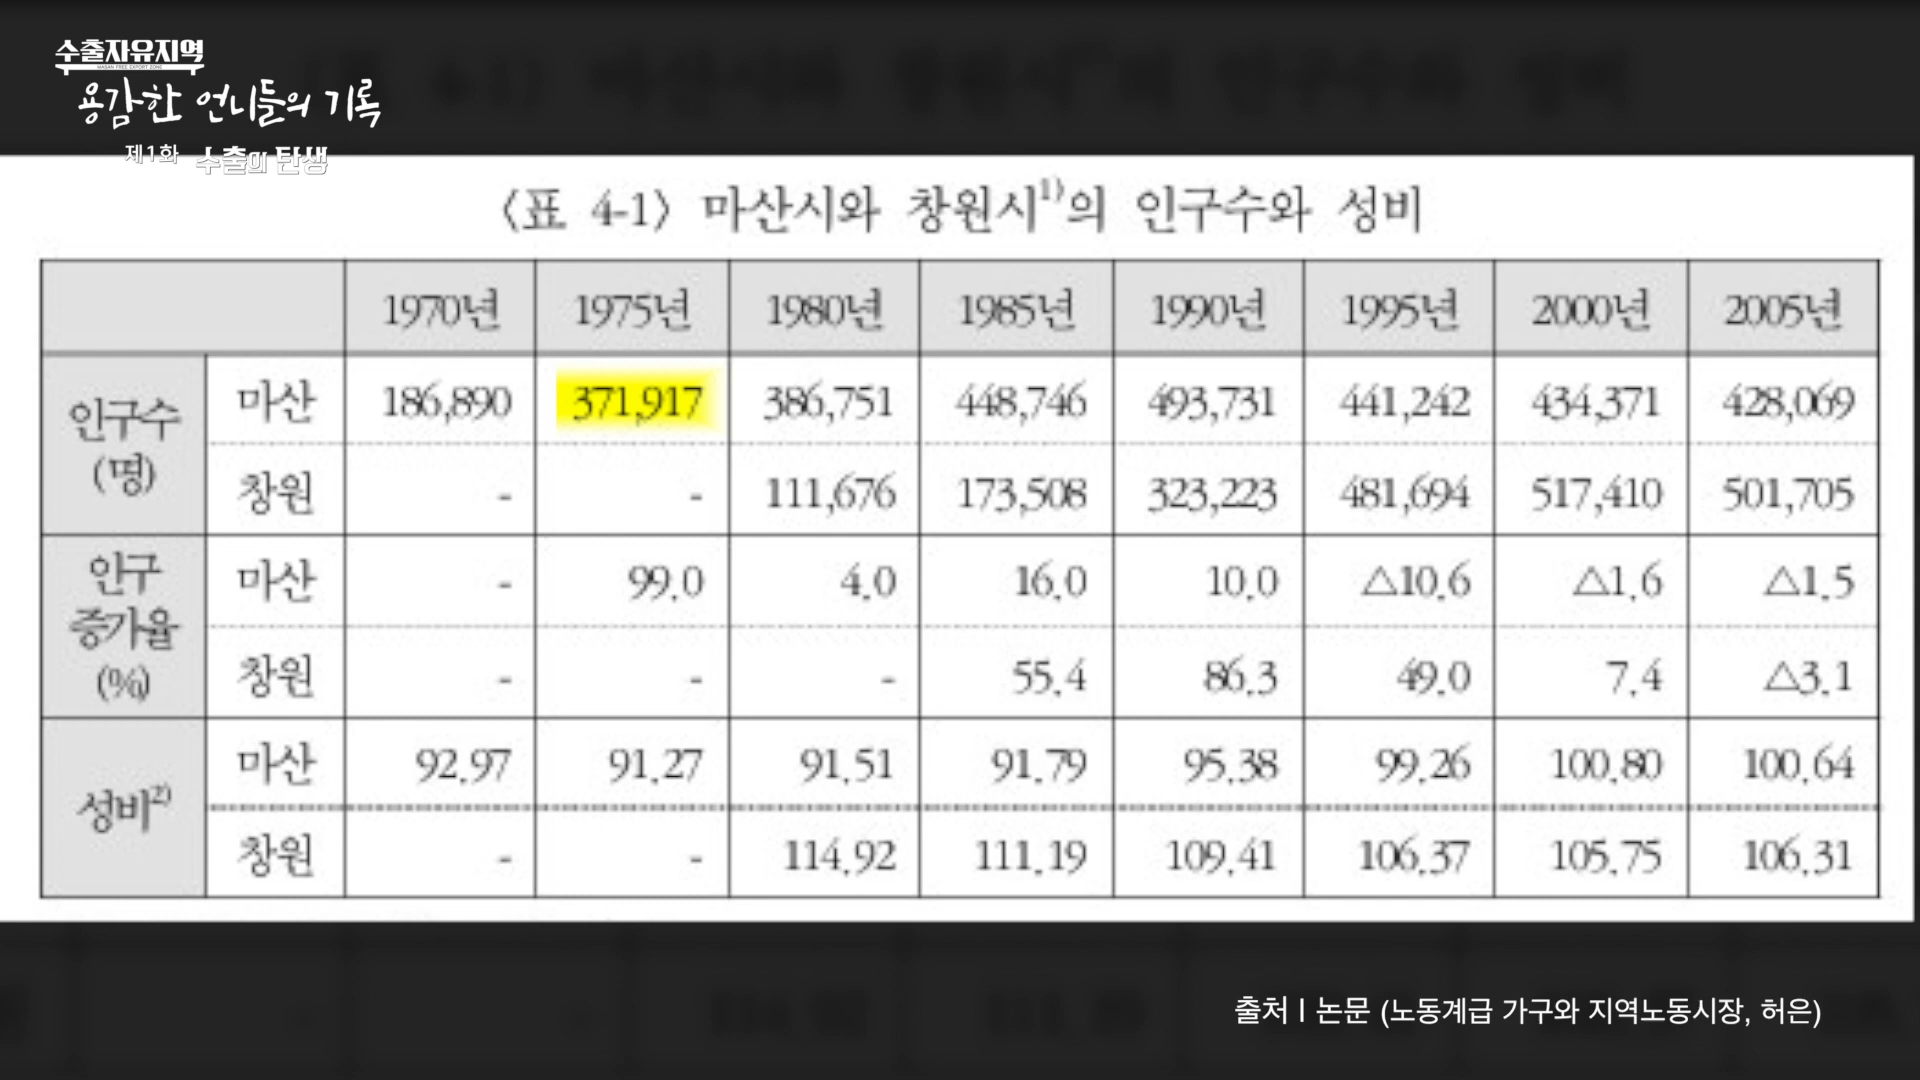 수출자유지역
MASAN FREE EXPORT ZONE
용감한 언니들의 기록
제1화 수출의 탄생
〈표 4-1〉 마산시와 창원시1)의 인구수와 성비
1970년 1975년 1980년 1985년 1990년 1995년 2000년 2005년
인구수 (명) 마산 186,890 371,917 386,751 448,746 493,731 441,242 434,371 428,069
창원 - - 111,676 173,508 323,223 481,694 517,410 501,705
인구 증가율 (%) 마산 - 99.0 4.0 16.0 10.0 △10.6 △1.6 △1.5
창원 - - - 55.4 86.3 49.0 7.4 △3.1
성비2) 마산 92.97 91.27 91.51 91.79 95.38 99.26 100.80 100.64
창원 - - 114.92 111.19 109.41 106.37 105.75 106.31
출처 | 논문 (노동계급 가구와 지역노동시장, 허은)